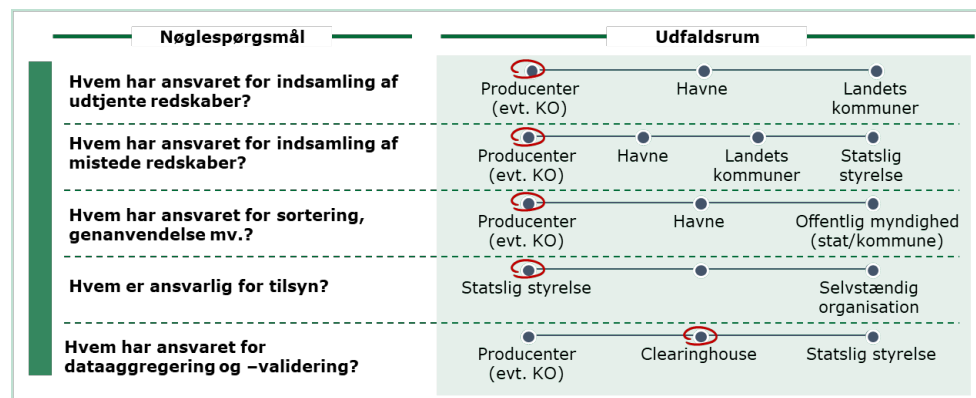 Nøglespørgsmål
Udfaldsrum
Hvem har ansvaret for indsamling af
udtjente redskaber?
Producenter
(evt. KO)
Havne
Landets
kommuner
Hvem har ansvaret for indsamling af
mistede redskaber?
Producenter
(evt. KO)
Havne
Landets
kommuner
Statslig
styrelse
Hvem har ansvaret for sortering,
genanvendelse mv.?
Producenter
(evt. KO)
Havne
Offentlig myndighed
(stat/kommune)
Hvem er ansvarlig for tilsyn?
Statslig styrelse
Selvstændig
organisation
Hvem har ansvaret for
dataaggregering og –validering?
Producenter
(evt. KO)
Clearinghouse
Statslig styrelse